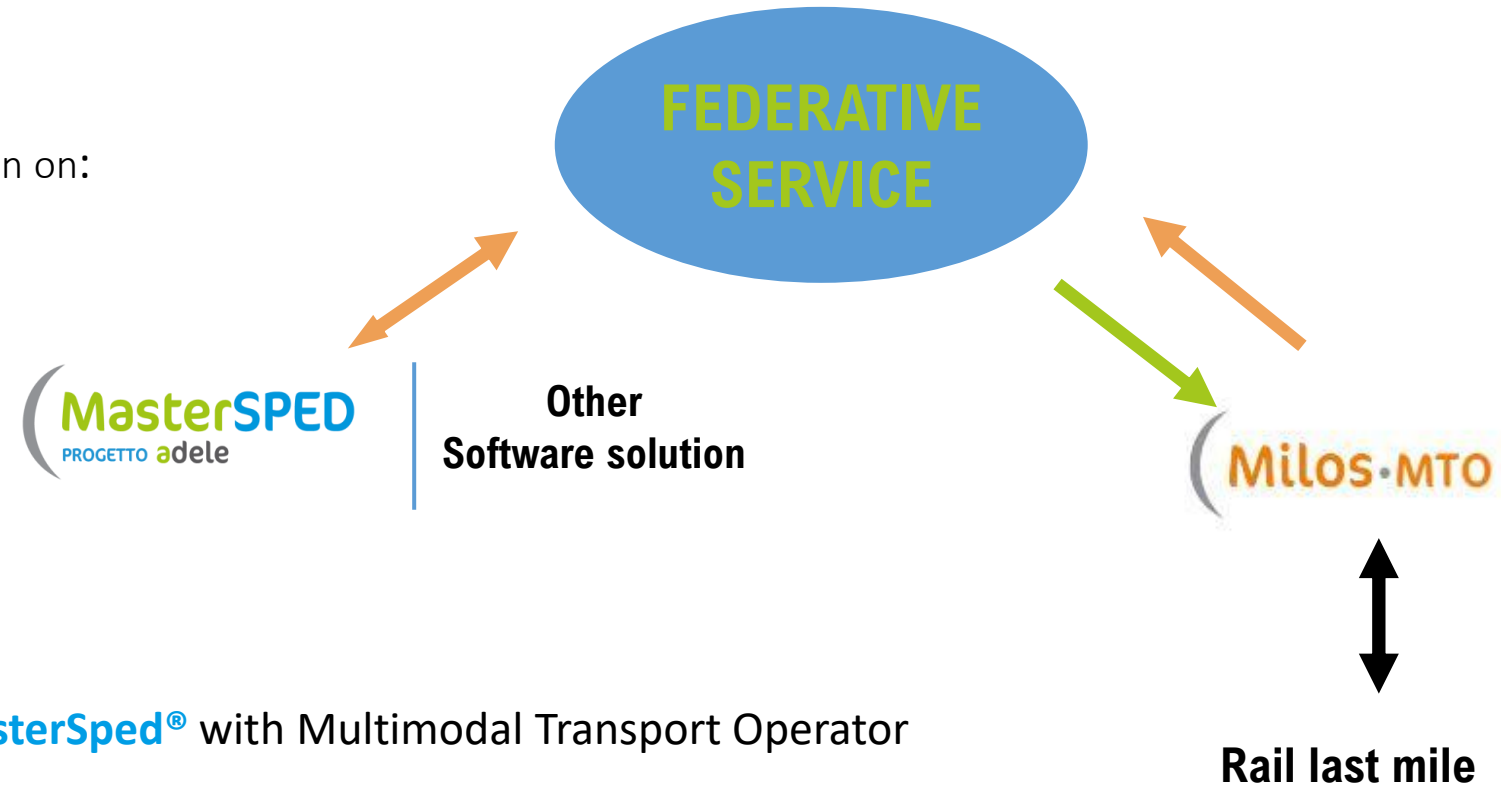 FEDERATIVE
SERVICE
n on:
MasterSPED
PROGETTO adele
Other
Software solution
Milos•MTO
sterSped® with Multimodal Transport Operator
Rail last mile